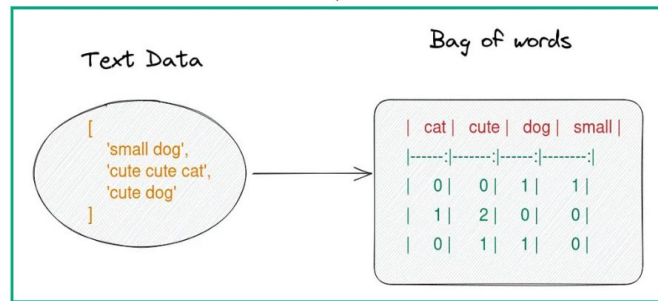 Text Data
[
'small dog',
'cute cute cat',
'cute dog'
]
Bag of words
| cat | cute | dog | small |
|------:|-------:|------:|--------:|
| 0 | 0 | 1 | 1 |
| 1 | 2 | 0 | 0 |
| 0 | 1 | 1 | 0 |